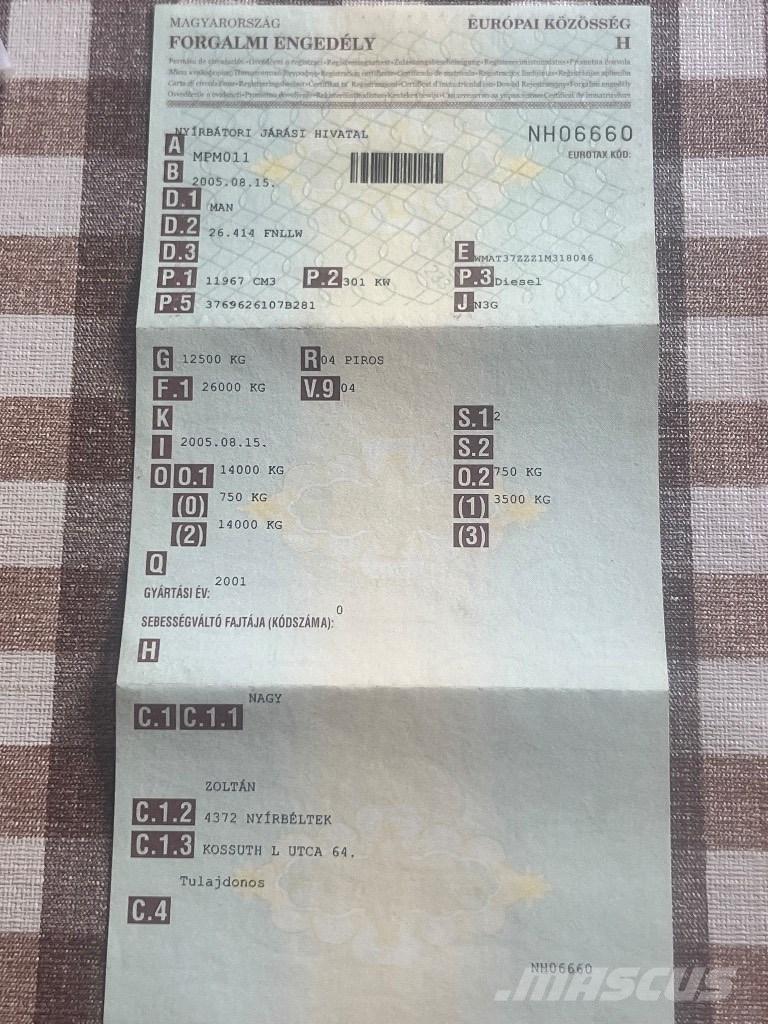 MAGYARORSZÁG EURÓPAI KÖZÖSSÉG
FORGALMI ENGEDÉLY H
NYÍRBÁTORI JÁRÁSI HIVATAL NH06660
A MPM011 EUROTAX KÓD:
B 2005.08.15.
D.1 MAN
D.2 26.414 FNLLW
D.3 E WMAT37ZZZ1M318046
P.1 11967 CM3 P.2 301 KW P.3 Diesel
P.5 3769626107B281 J N3G
G 12500 KG R 04 PIROS
F.1 26000 KG V.9 04
K S.1 2
I 2005.08.15. S.2
O O.1 14000 KG O.2 750 KG
(0) 750 KG (1) 3500 KG
(2) 14000 KG (3)
Q
GYÁRTÁSI ÉV: 2001
SEBESSÉGVÁLTÓ FAJTÁJA (KÓDSZÁMA): 0
H
C.1 C.1.1 NAGY
ZOLTÁN
C.1.2 4372 NYÍRBÉLTEK
C.1.3 KOSSUTH L UTCA 64.
Tulajdonos
C.4
NH06660
.mascus